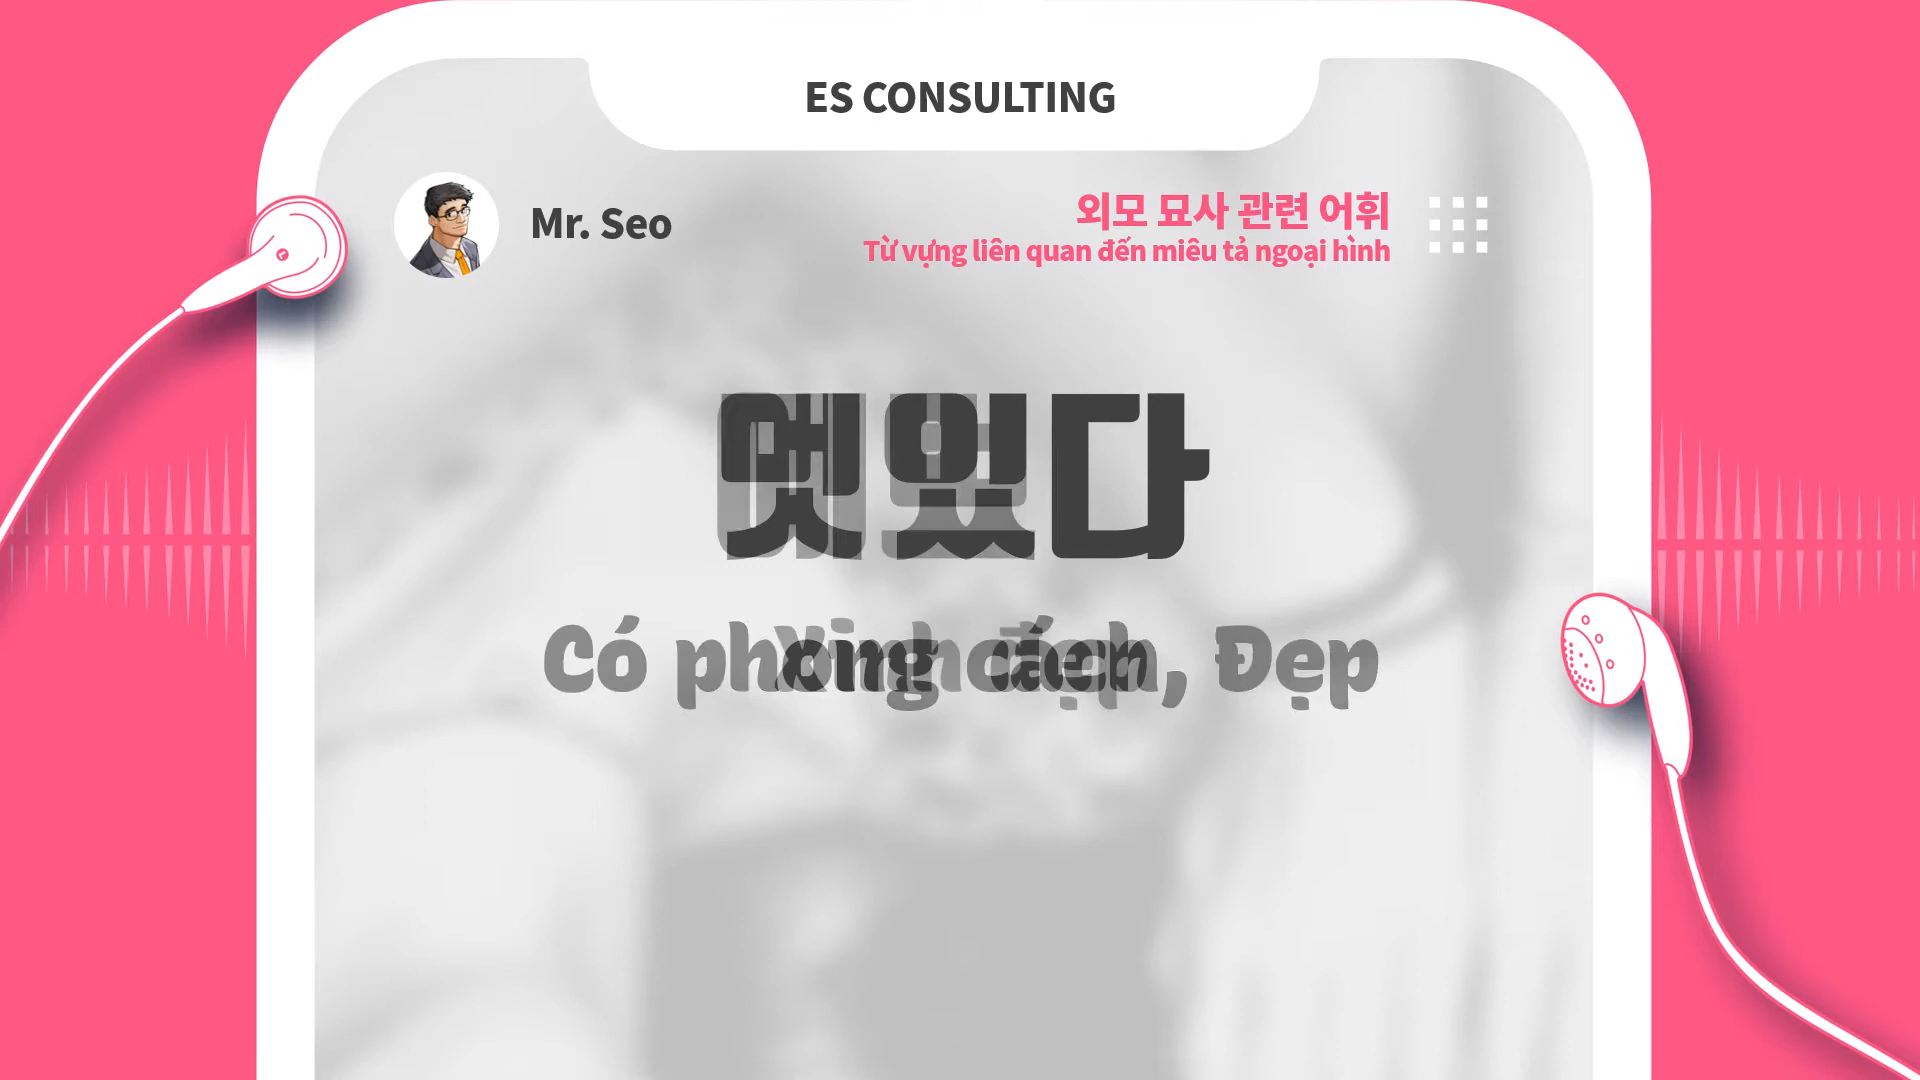 ES CONSULTING
Mr. Seo
외모 묘사 관련 어휘
Từ vựng liên quan đến miêu tả ngoại hình
멋있다
Có phong cách, Đẹp